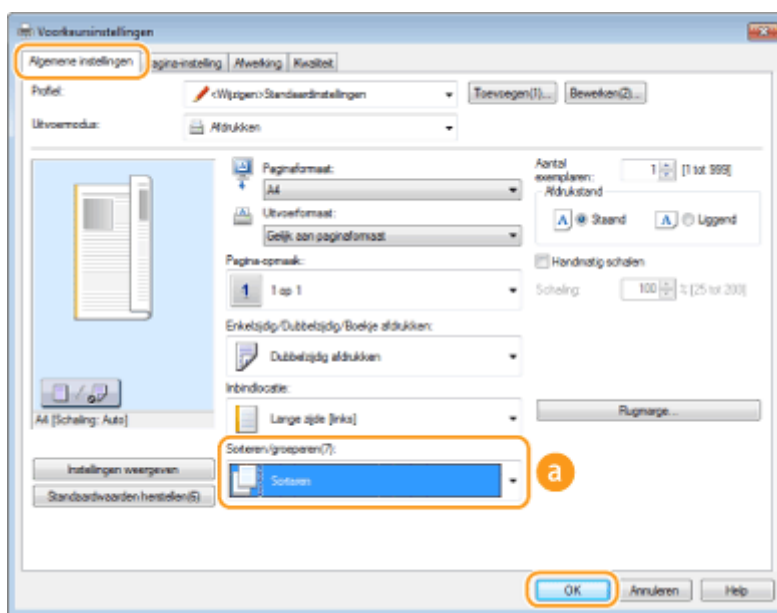 Voorkeursinstellingen
Algemene instellingen Pagina-instelling Afwerking Kwaliteit
Profiel: <Wijzigen>Standaardinstellingen Toevoegen(1)... Bewerken(2)...
Uitvoermodus: Afdrukken
Paginaformaat:
A4
Uitvoerformaat:
Gelijk aan paginaformaat
Aantal exemplaren: 1 [1 tot 999]
Afdrukstand
A Staand A Liggend
Pagina-opmaak:
1 1 op 1
Handmatig schalen
Schaling: 100 % [25 tot 200]
Enkelzijdig/Dubbelzijdig/Boekje afdrukken:
Dubbelzijdig afdrukken
Inbindlocatie:
Lange zijde [links]
Rugmarge...
A4 [Schaling: Auto]
Sorteren/groeperen(7):
Sorteren
a
Instellingen weergeven
Standaardwaarden herstellen(6)
OK Annuleren Help